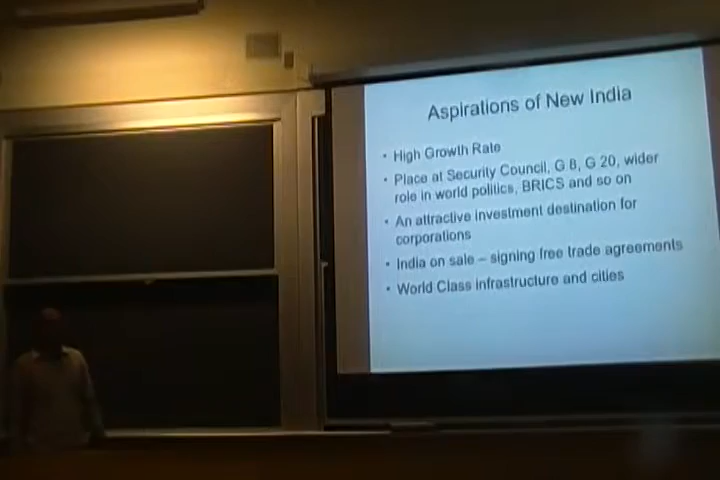 Aspirations of New India
• High Growth Rate
• Place at Security Council, G 8, G 20, wider
role in world politics, BRICS and so on
• An attractive investment destination for
corporations
• India on sale – signing free trade agreements
• World Class infrastructure and cities